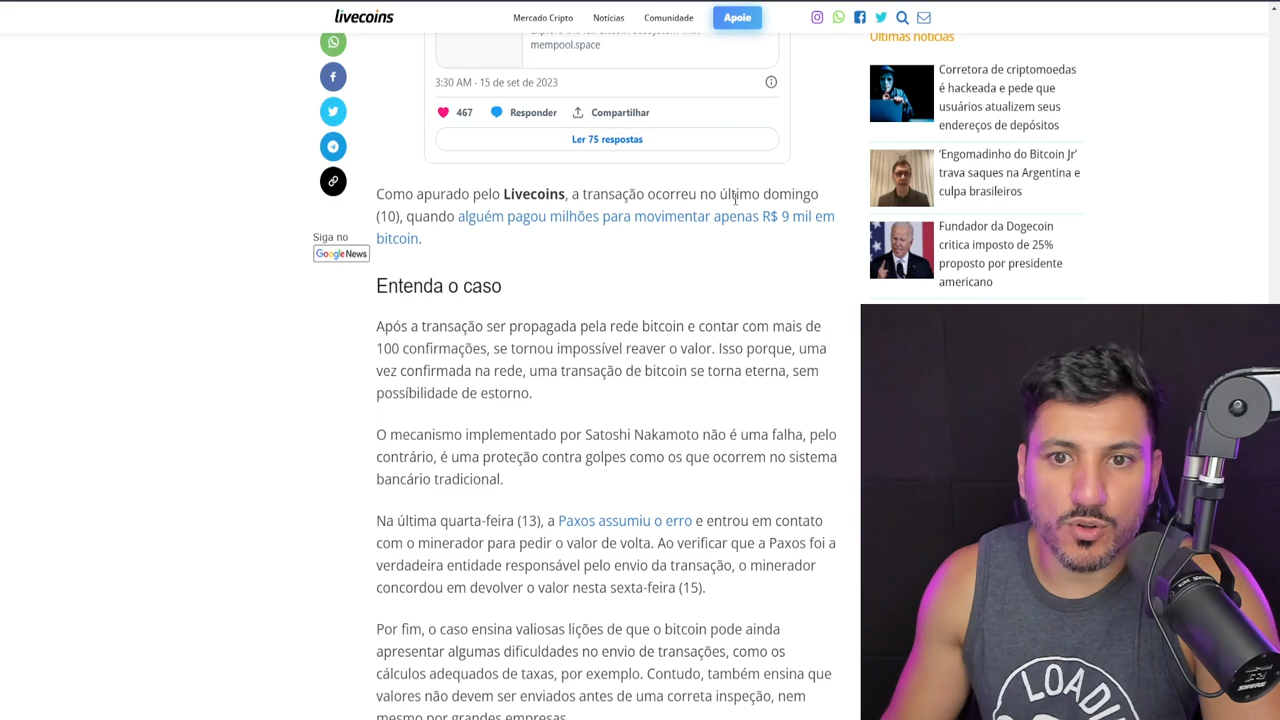 livecoins
Mercado Cripto
Notícias
Comunidade
Apoie
mempool.space
3:30 AM · 15 de set de 2023
467
Responder
Compartilhar
Ler 75 respostas
Siga no
Google News
Como apurado pelo Livecoins, a transação ocorreu no último domingo
(10), quando alguém pagou milhões para movimentar apenas R$ 9 mil em
bitcoin.
Entenda o caso
Após a transação ser propagada pela rede bitcoin e contar com mais de
100 confirmações, se tornou impossível reaver o valor. Isso porque, uma
vez confirmada na rede, uma transação de bitcoin se torna eterna, sem
possíbilidade de estorno.
O mecanismo implementado por Satoshi Nakamoto não é uma falha, pelo
contrário, é uma proteção contra golpes como os que ocorrem no sistema
bancário tradicional.
Na última quarta-feira (13), a Paxos assumiu o erro e entrou em contato
com o minerador para pedir o valor de volta. Ao verificar que a Paxos foi a
verdadeira entidade responsável pelo envio da transação, o minerador
concordou em devolver o valor nesta sexta-feira (15).
Por fim, o caso ensina valiosas lições de que o bitcoin pode ainda
apresentar algumas dificuldades no envio de transações, como os
cálculos adequados de taxas, por exemplo. Contudo, também ensina que
valores não devem ser enviados antes de uma correta inspeção, nem
mesmo por grandes empresas.
Últimas notícias
Corretora de criptomoedas
é hackeada e pede que
usuários atualizem seus
endereços de depósitos
‘Engomadinho do Bitcoin Jr’
trava saques na Argentina e
culpa brasileiros
Fundador da Dogecoin
critica imposto de 25%
proposto por presidente
americano
LOADI
SHURE